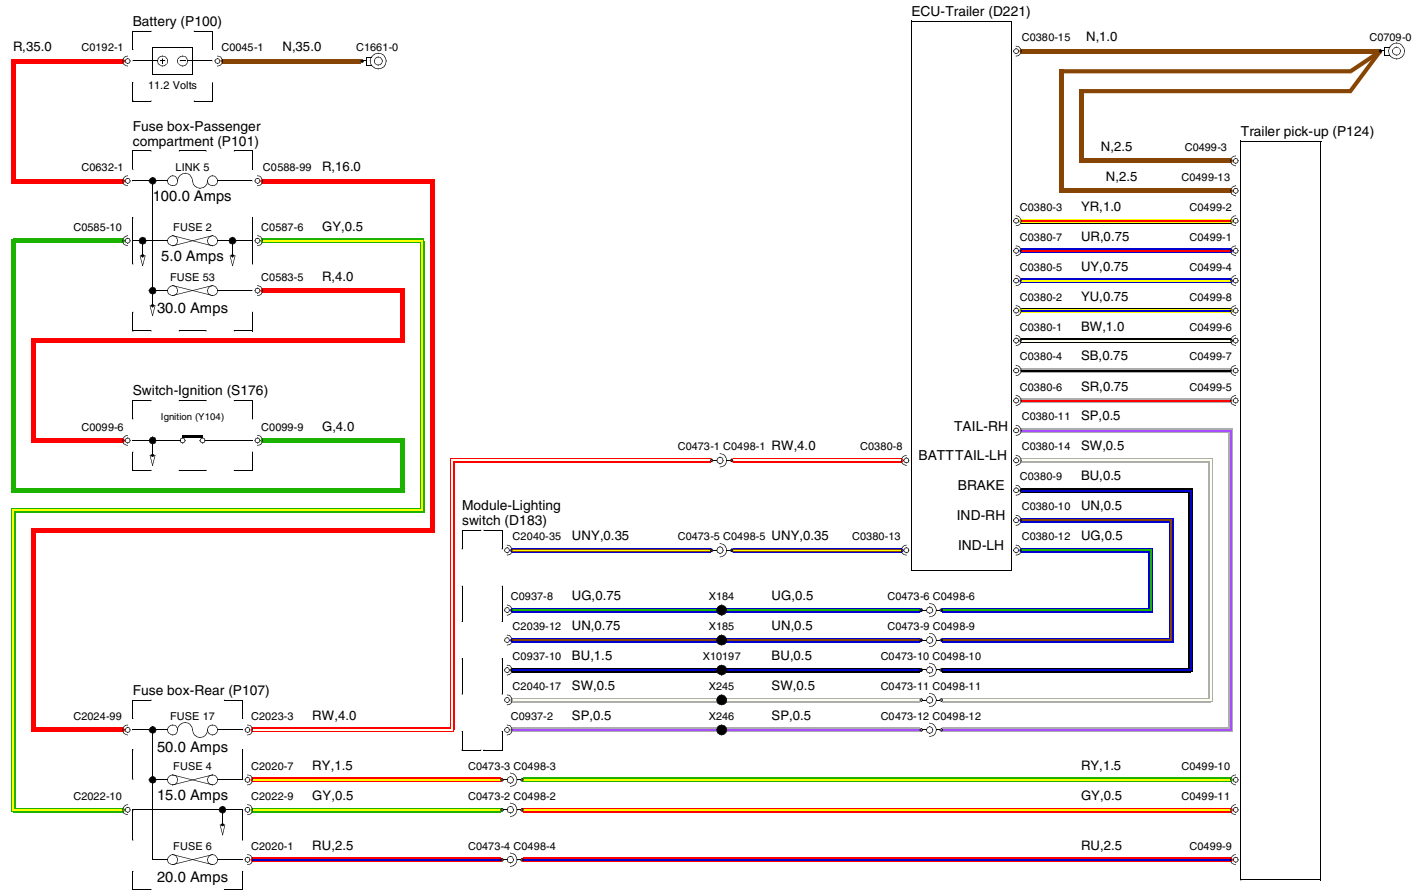 Battery (P100)
R,35.0
C0192-1
C0045-1
N,35.0
C1661-0
11.2 Volts
Fuse box-Passenger
compartment (P101)
C0632-1
LINK 5
C0588-99
R,16.0
100.0 Amps
C0585-10
FUSE 2
C0587-6
GY,0.5
5.0 Amps
FUSE 53
C0583-5
R,4.0
30.0 Amps
Switch-Ignition (S176)
Ignition (Y104)
C0099-6
C0099-9
G,4.0
Fuse box-Rear (P107)
C2024-99
FUSE 17
C2023-3
RW,4.0
50.0 Amps
FUSE 4
C2020-7
RY,1.5
C0473-3 C0498-3
RY,1.5
C0499-10
15.0 Amps
C2022-10
C2022-9
GY,0.5
C0473-2 C0498-2
GY,0.5
C0499-11
FUSE 6
C2020-1
RU,2.5
C0473-4 C0498-4
RU,2.5
C0499-9
20.0 Amps
Module-Lighting
switch (D183)
C2040-35
UNY,0.35
C0473-5 C0498-5
UNY,0.35
C0380-13
C0937-8
UG,0.75
X184
UG,0.5
C0473-6 C0498-6
C2039-12
UN,0.75
X185
UN,0.5
C0473-9 C0498-9
C0937-10
BU,1.5
X10197
BU,0.5
C0473-10 C0498-10
C2040-17
SW,0.5
X245
SW,0.5
C0473-11 C0498-11
C0937-2
SP,0.5
X246
SP,0.5
C0473-12 C0498-12
C0473-1 C0498-1
RW,4.0
C0380-8
ECU-Trailer (D221)
C0380-15
N,1.0
C0709-0
Trailer pick-up (P124)
N,2.5
C0499-3
N,2.5
C0499-13
C0380-3
YR,1.0
C0499-2
C0380-7
UR,0.75
C0499-1
C0380-5
UY,0.75
C0499-4
C0380-2
YU,0.75
C0499-8
C0380-1
BW,1.0
C0499-6
C0380-4
SB,0.75
C0499-7
C0380-6
SR,0.75
C0499-5
TAIL-RH
C0380-11
SP,0.5
BATTTAIL-LH
C0380-14
SW,0.5
BRAKE
C0380-9
BU,0.5
IND-RH
C0380-10
UN,0.5
IND-LH
C0380-12
UG,0.5